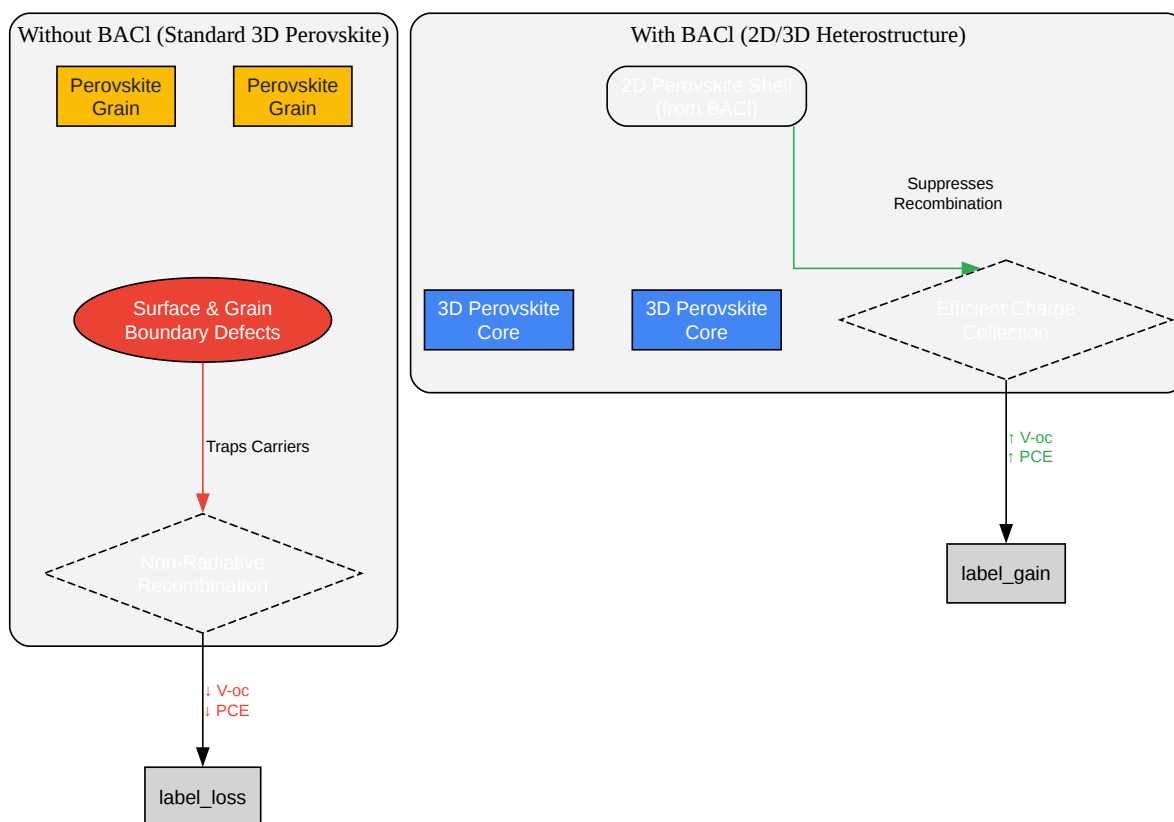 Without BACl (Standard 3D Perovskite)
Perovskite
Grain
Perovskite
Grain
Surface & Grain
Boundary Defects
Traps Carriers
Non-Radiative
Recombination
↓ V-oc
↓ PCE
label_loss
With BACl (2D/3D Heterostructure)
2D Perovskite Shell
(from BACl)
Suppresses
Recombination
3D Perovskite
Core
3D Perovskite
Core
Efficient Charge
Collection
↑ V-oc
↑ PCE
label_gain